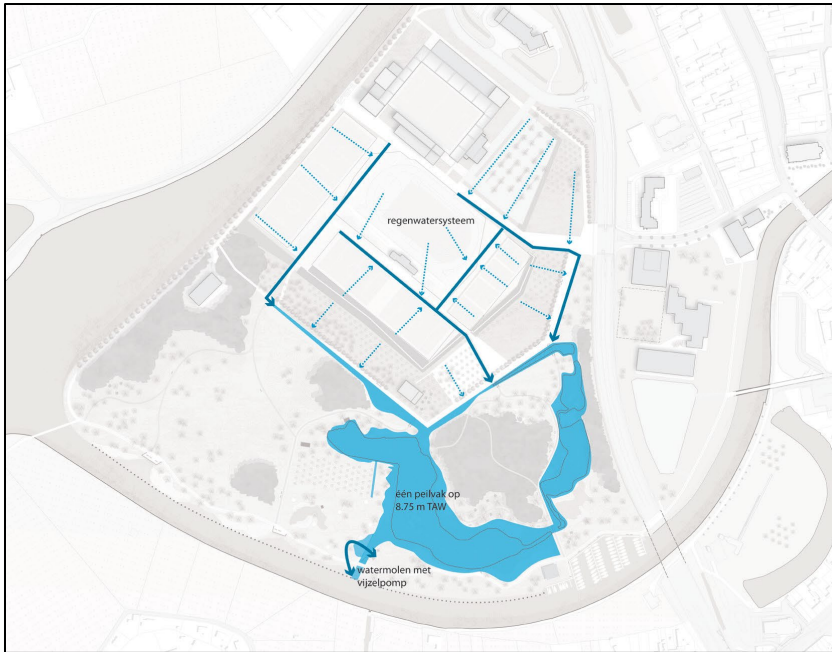 regenwatersysteem
één peilvak op
8.75 m TAW
watermolen met
vijzelpomp